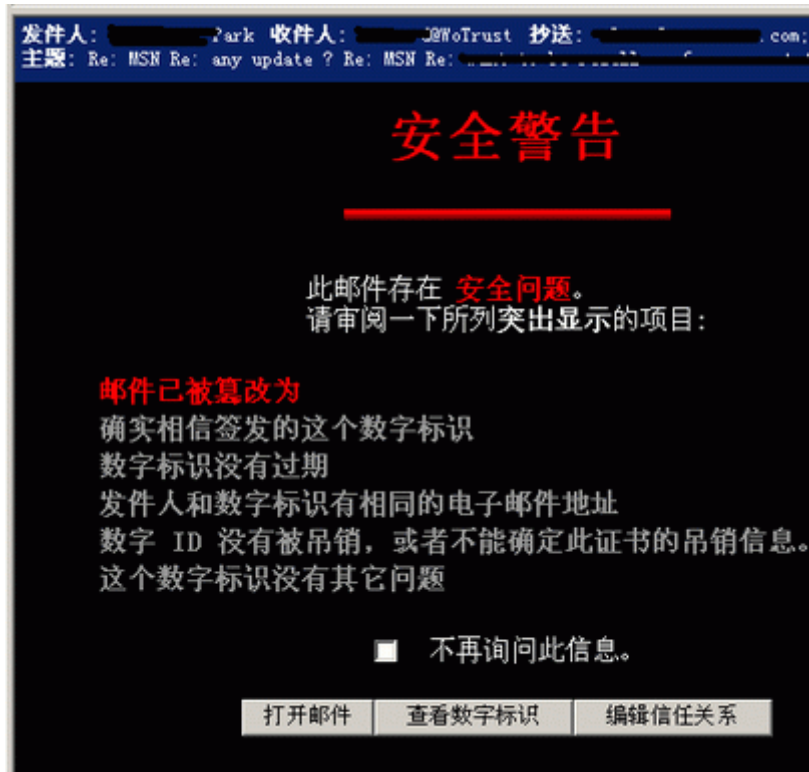 发件人: Park 收件人: @WoTrust 抄送: .com;
主题: Re: MSN Re: any update ? Re: MSN Re:
安全警告
此邮件存在 安全问题。
请审阅一下所列突出显示的项目:
邮件已被篡改为
确实相信签发的这个数字标识
数字标识没有过期
发件人和数字标识有相同的电子邮件地址
数字 ID 没有被吊销, 或者不能确定此证书的吊销信息。
这个数字标识没有其它问题
不再询问此信息。
打开邮件 查看数字标识 编辑信任关系